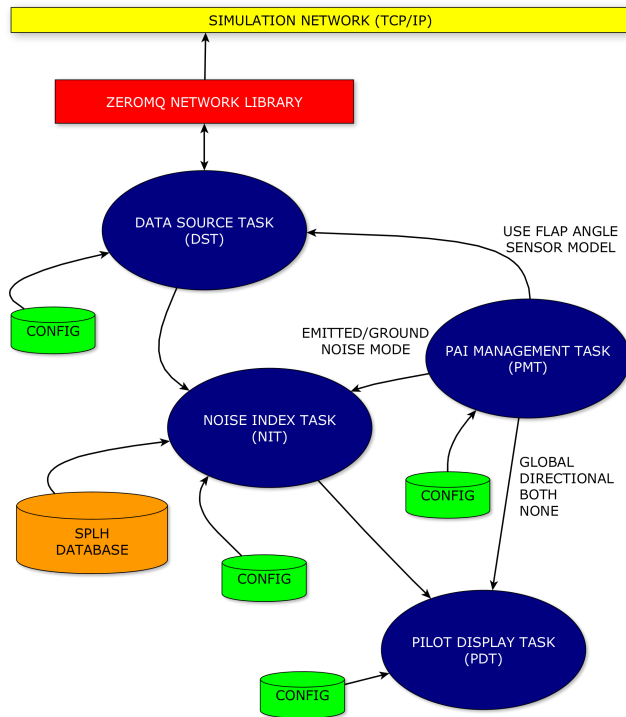 SIMULATION NETWORK (TCP/IP)
ZEROMQ NETWORK LIBRARY
DATA SOURCE TASK
(DST)
USE FLAP ANGLE
SENSOR MODEL
CONFIG
EMITTED/GROUND
NOISE MODE
PAI MANAGEMENT TASK
(PMT)
NOISE INDEX TASK
(NIT)
GLOBAL
DIRECTIONAL
BOTH
NONE
CONFIG
SPLH
DATABASE
CONFIG
PILOT DISPLAY TASK
(PDT)
CONFIG